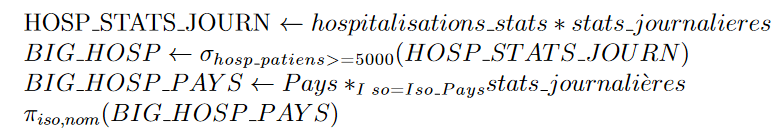 HOSP_STATS_JOURN ← hospitalisations_stats * stats_journalieres
BIG_HOSP ← σ_hosp_patiens>=5000(HOSP_STATS_JOURN)
BIG_HOSP_PAYS ← Pays *_I so=Iso_Pays stats_journalières
π_iso,nom(BIG_HOSP_PAYS)